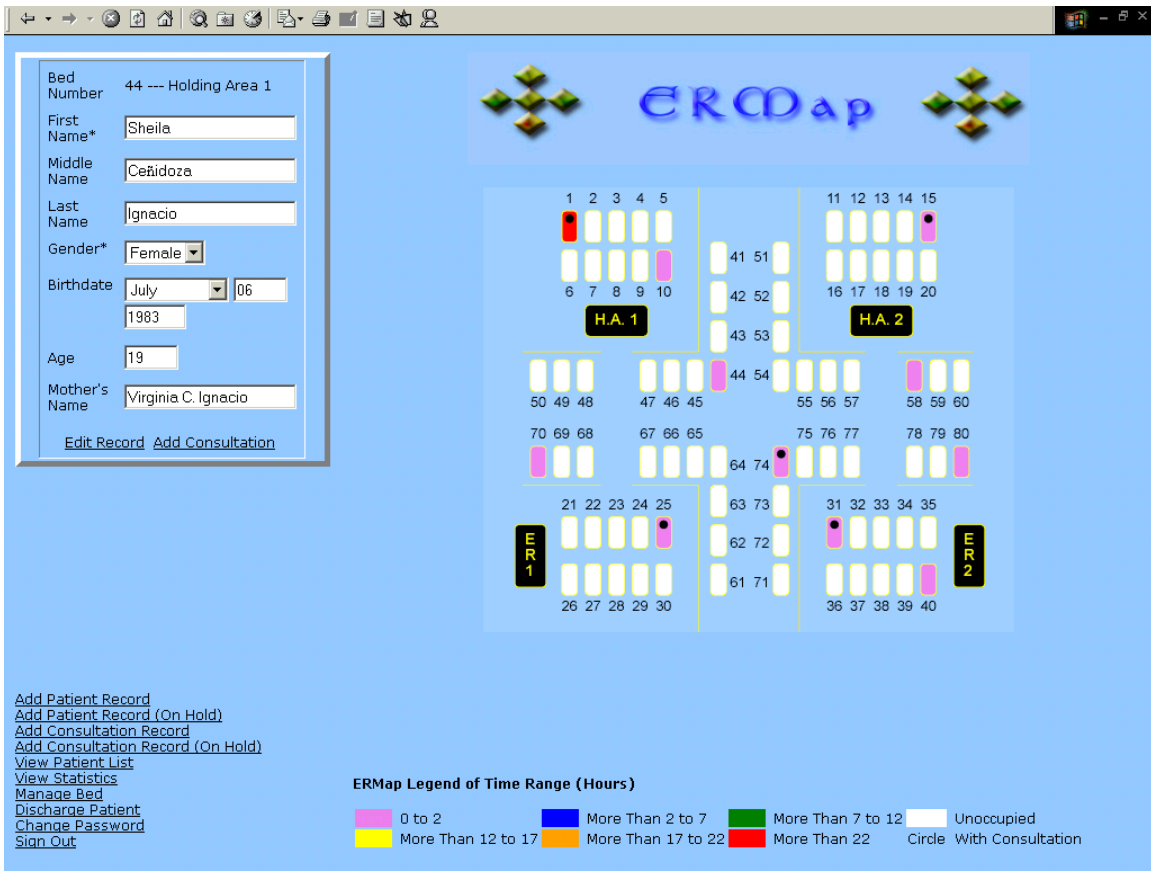 Bed Number 44 --- Holding Area 1
First Name* Sheila
Middle Name Ceñidoza
Last Name Ignacio
Gender* Female
Birthdate July 06
1983
Age 19
Mother's Name Virginia C. Ignacio
Edit Record Add Consultation
ERMap
1 2 3 4 5
11 12 13 14 15
41 51
6 7 8 9 10
42 52
16 17 18 19 20
H.A. 1
H.A. 2
43 53
44 54
50 49 48
47 46 45
55 56 57
58 59 60
70 69 68
67 66 65
75 76 77
78 79 80
64 74
21 22 23 24 25
63 73
31 32 33 34 35
ER1
62 72
ER2
61 71
26 27 28 29 30
36 37 38 39 40
Add Patient Record
Add Patient Record (On Hold)
Add Consultation Record
Add Consultation Record (On Hold)
View Patient List
View Statistics
Manage Bed
Discharge Patient
Change Password
Sign Out
ERMap Legend of Time Range (Hours)
0 to 2 More Than 2 to 7 More Than 7 to 12 Unoccupied
More Than 12 to 17 More Than 17 to 22 More Than 22 Circle With Consultation